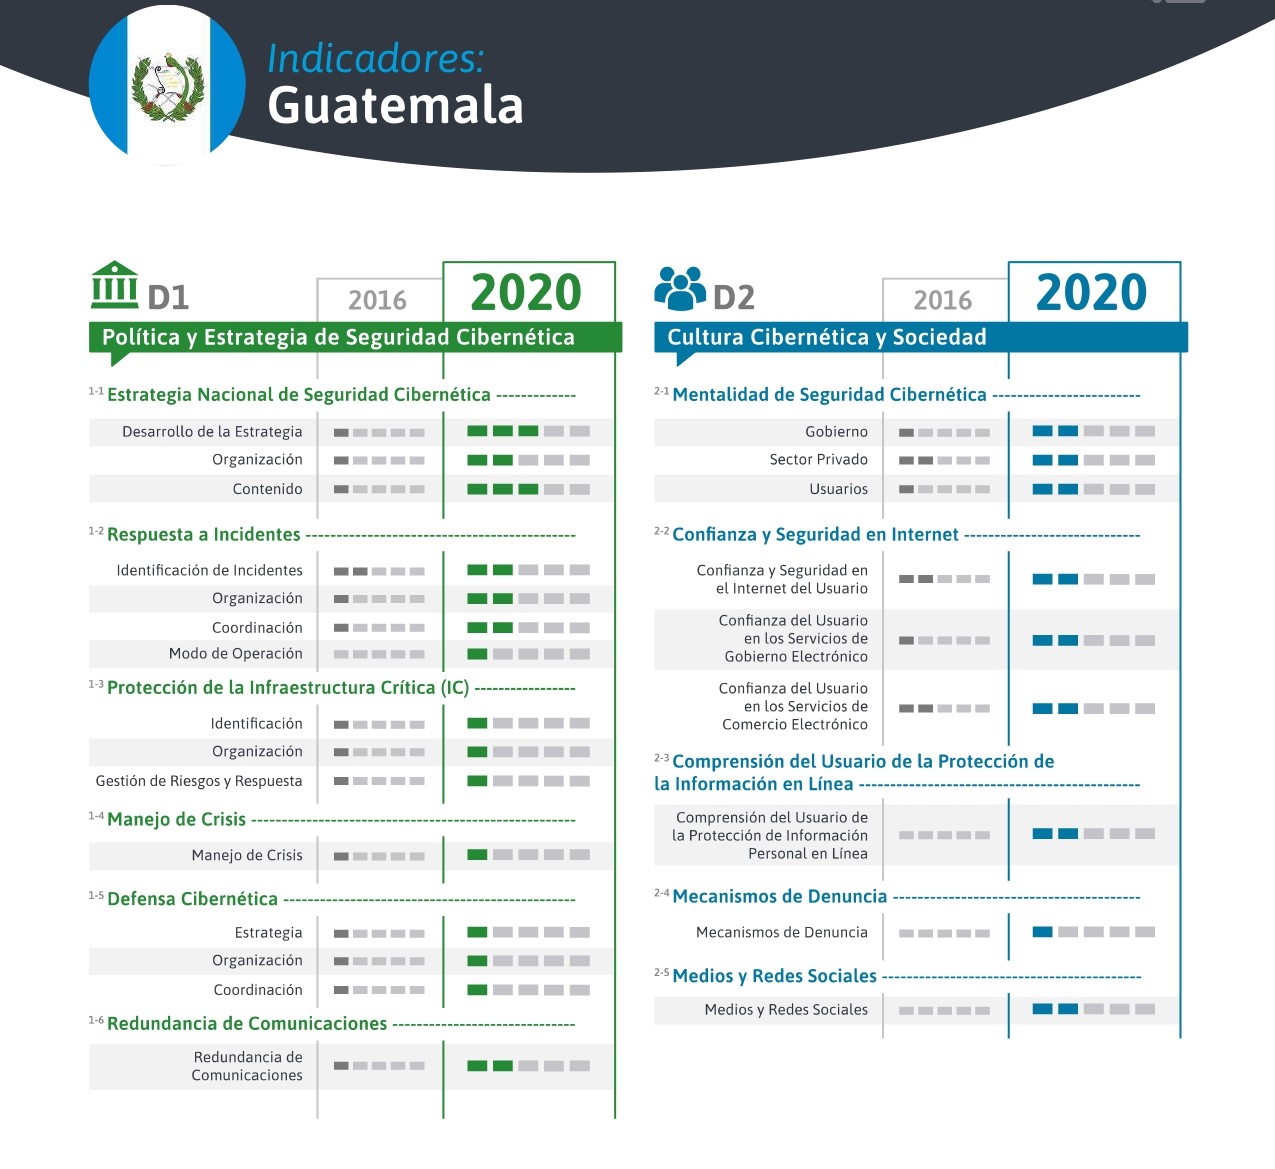 Indicadores:
Guatemala
D1
2016
2020
Política y Estrategia de Seguridad Cibernética
1-1 Estrategia Nacional de Seguridad Cibernética
Desarrollo de la Estrategia
Organización
Contenido
1-2 Respuesta a Incidentes
Identificación de Incidentes
Organización
Coordinación
Modo de Operación
1-3 Protección de la Infraestructura Crítica (IC)
Identificación
Organización
Gestión de Riesgos y Respuesta
1-4 Manejo de Crisis
Manejo de Crisis
1-5 Defensa Cibernética
Estrategia
Organización
Coordinación
1-6 Redundancia de Comunicaciones
Redundancia de
Comunicaciones
D2
2016
2020
Cultura Cibernética y Sociedad
2-1 Mentalidad de Seguridad Cibernética
Gobierno
Sector Privado
Usuarios
2-2 Confianza y Seguridad en Internet
Confianza y Seguridad en
el Internet del Usuario
Confianza del Usuario
en los Servicios de
Gobierno Electrónico
Confianza del Usuario
en los Servicios de
Comercio Electrónico
2-3 Comprensión del Usuario de la Protección de
la Información en Línea
Comprensión del Usuario de
la Protección de Información
Personal en Línea
2-4 Mecanismos de Denuncia
Mecanismos de Denuncia
2-5 Medios y Redes Sociales
Medios y Redes Sociales